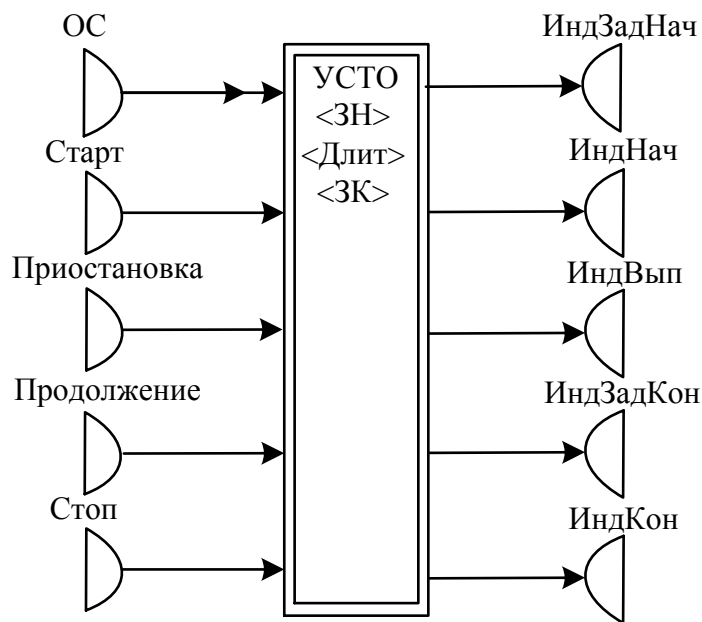 ОС
Старт
Приостановка
Продолжение
Стоп
УСТО
<ЗН>
<Длит>
<ЗК>
ИндЗадНач
ИндНач
ИндВып
ИндЗадКон
ИндКон